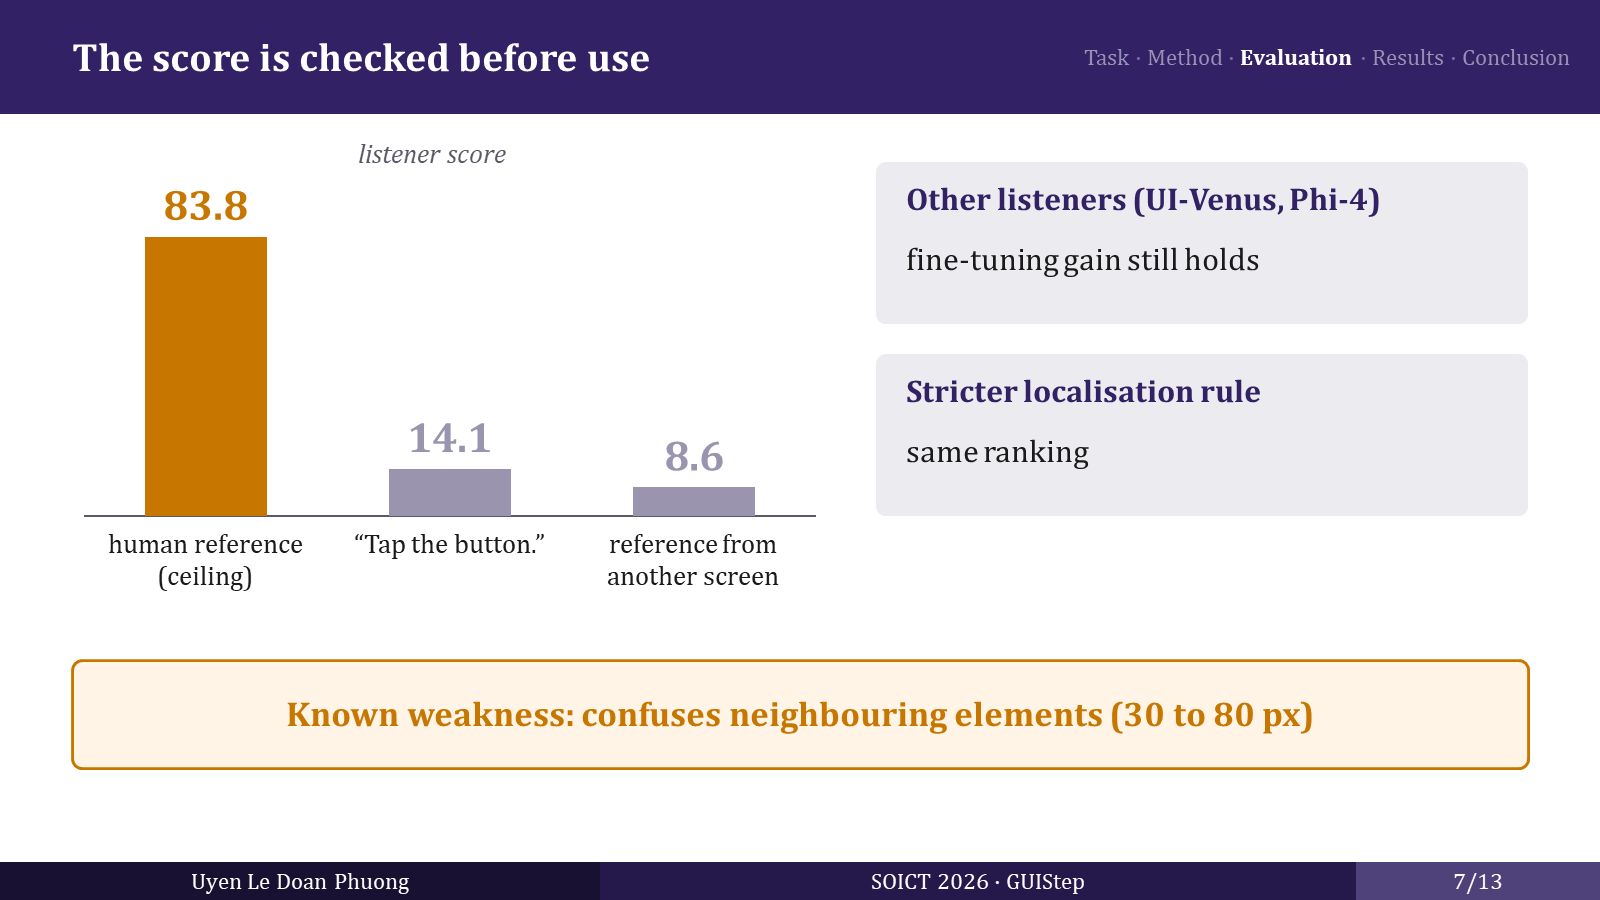 The score is checked before use
Task · Method · Evaluation · Results · Conclusion
listener score
83.8
14.1
8.6
human reference
(ceiling)
“Tap the button.”
reference from
another screen
Other listeners (UI-Venus, Phi-4)
fine-tuning gain still holds
Stricter localisation rule
same ranking
Known weakness: confuses neighbouring elements (30 to 80 px)
Uyen Le Doan Phuong
SOICT 2026 · GUIStep
7/13